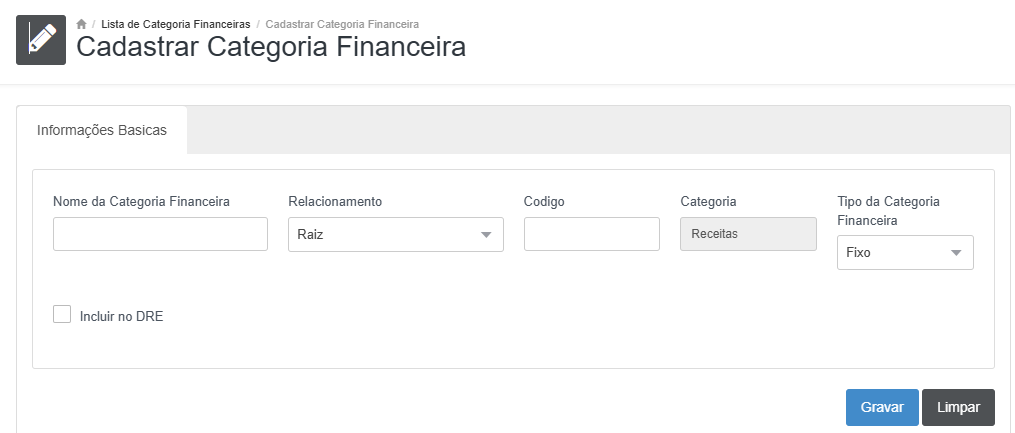 / Lista de Categoria Financeiras / Cadastrar Categoria Financeira
Cadastrar Categoria Financeira
Informações Basicas
Nome da Categoria Financeira
Relacionamento
Raiz
Codigo
Categoria
Receitas
Tipo da Categoria
Financeira
Fixo
Incluir no DRE
Gravar
Limpar